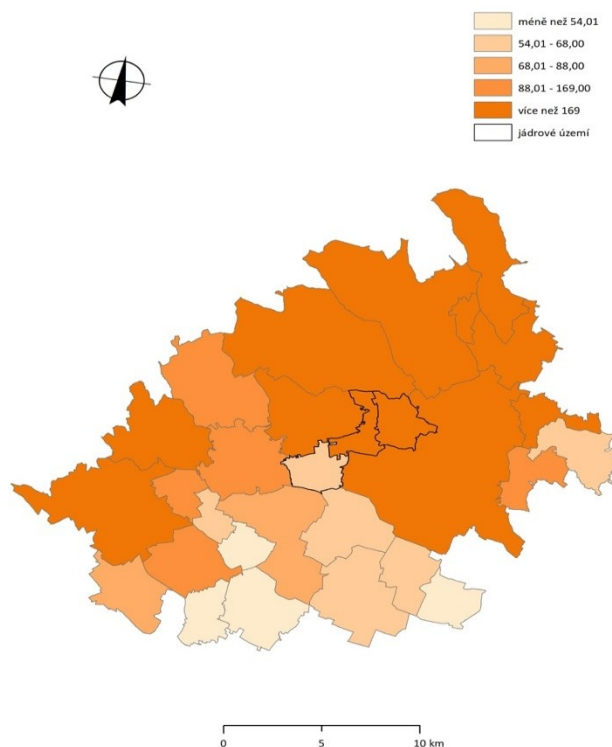 méně než 54,01
54,01 - 68,00
68,01 - 88,00
88,01 - 169,00
více než 169
jádrové území
0 5 10 km